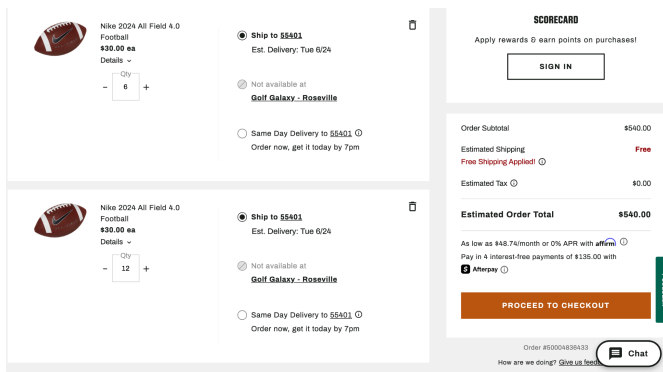 Nike 2024 All Field 4.0
Football
$30.00 ea
Details
Qty
- 6 +
Ship to 55401
Est. Delivery: Tue 6/24
Not available at
Golf Galaxy - Roseville
Same Day Delivery to 55401
Order now, get it today by 7pm
Nike 2024 All Field 4.0
Football
$30.00 ea
Details
Qty
- 12 +
Ship to 55401
Est. Delivery: Tue 6/24
Not available at
Golf Galaxy - Roseville
Same Day Delivery to 55401
Order now, get it today by 7pm
SCORECARD
Apply rewards & earn points on purchases!
SIGN IN
Order Subtotal $540.00
Estimated Shipping Free
Free Shipping Applied!
Estimated Tax $0.00
Estimated Order Total $540.00
As low as $48.74/month or 0% APR with affirm
Pay in 4 interest-free payments of $135.00 with
Afterpay
PROCEED TO CHECKOUT
Order #50004836433
How are we doing? Give us feed
Chat